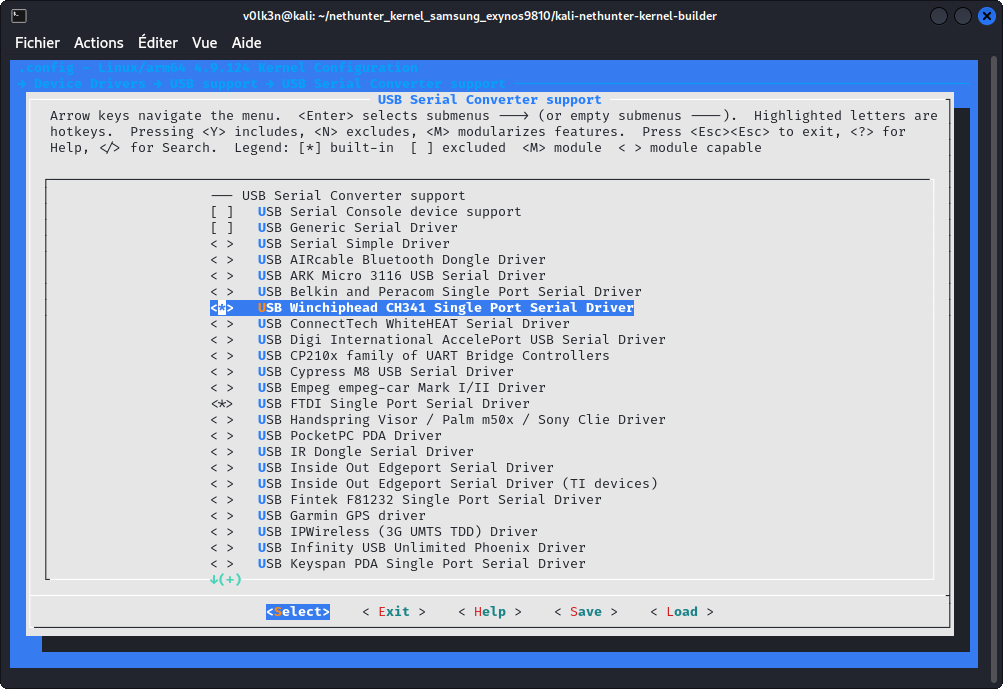 v0lk3n@kali: ~/nethunter_kernel_samsung_exynos9810/kali-nethunter-kernel-builder
Fichier Actions Éditer Vue Aide
.config - Linux/arm64 4.9.124 Kernel Configuration
→ Device Drivers → USB support → USB Serial Converter support
USB Serial Converter support
Arrow keys navigate the menu.  <Enter> selects submenus ---> (or empty submenus ----).  Highlighted letters are
hotkeys.  Pressing <Y> includes, <N> excludes, <M> modularizes features.  Press <Esc><Esc> to exit, <?> for
Help, </> for Search.  Legend: [*] built-in  [ ] excluded  <M> module  < > module capable
--- USB Serial Converter support
[ ]   USB Serial Console device support
[ ]   USB Generic Serial Driver
< >   USB Serial Simple Driver
< >   USB AIRcable Bluetooth Dongle Driver
< >   USB ARK Micro 3116 USB Serial Driver
< >   USB Belkin and Peracom Single Port Serial Driver
<*>   USB Winchiphead CH341 Single Port Serial Driver
< >   USB ConnectTech WhiteHEAT Serial Driver
< >   USB Digi International AccelePort USB Serial Driver
< >   USB CP210x family of UART Bridge Controllers
< >   USB Cypress M8 USB Serial Driver
< >   USB Empeg empeg-car Mark I/II Driver
<*>   USB FTDI Single Port Serial Driver
< >   USB Handspring Visor / Palm m50x / Sony Clie Driver
< >   USB PocketPC PDA Driver
< >   USB IR Dongle Serial Driver
< >   USB Inside Out Edgeport Serial Driver
< >   USB Inside Out Edgeport Serial Driver (TI devices)
< >   USB Fintek F81232 Single Port Serial Driver
< >   USB Garmin GPS driver
< >   USB IPWireless (3G UMTS TDD) Driver
< >   USB Infinity USB Unlimited Phoenix Driver
< >   USB Keyspan PDA Single Port Serial Driver
↓(+)
<Select>    < Exit >    < Help >    < Save >    < Load >